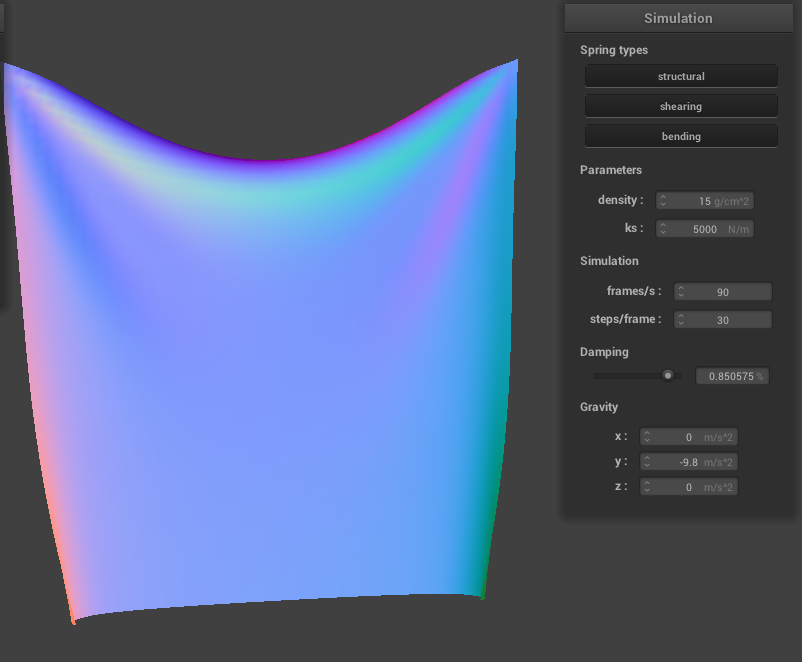 Simulation
Spring types
structural
shearing
bending
Parameters
density : 15 g/cm^2
ks : 5000 N/m
Simulation
frames/s : 90
steps/frame : 30
Damping
0.850575 %
Gravity
x : 0 m/s^2
y : -9.8 m/s^2
z : 0 m/s^2